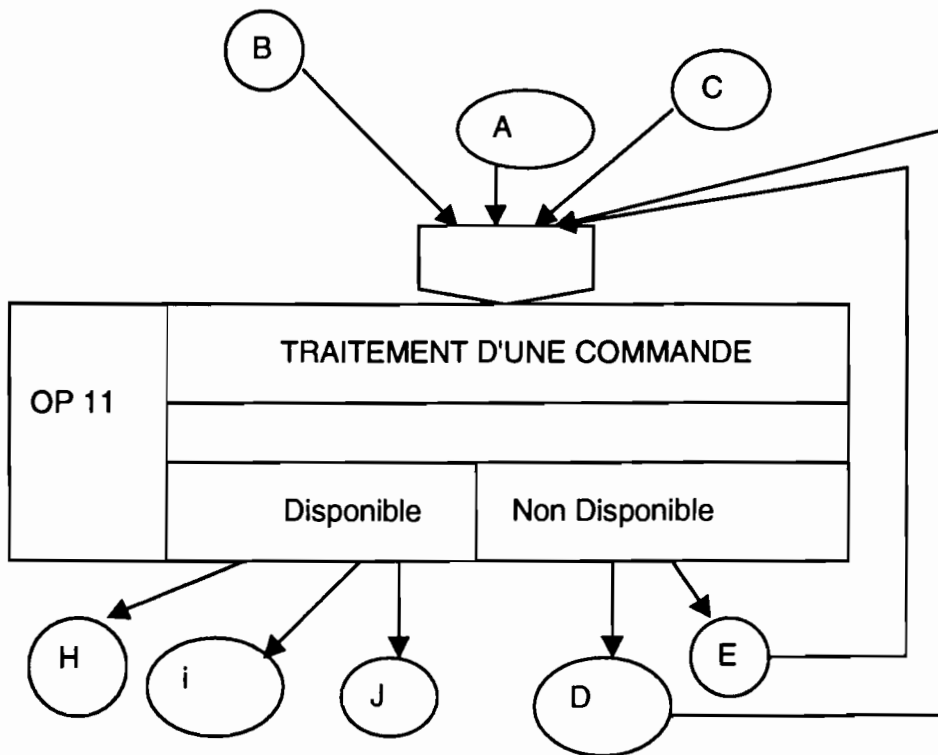 B
C
A
TRAITEMENT D'UNE COMMANDE
OP 11
Disponible
Non Disponible
H
i
J
D
E